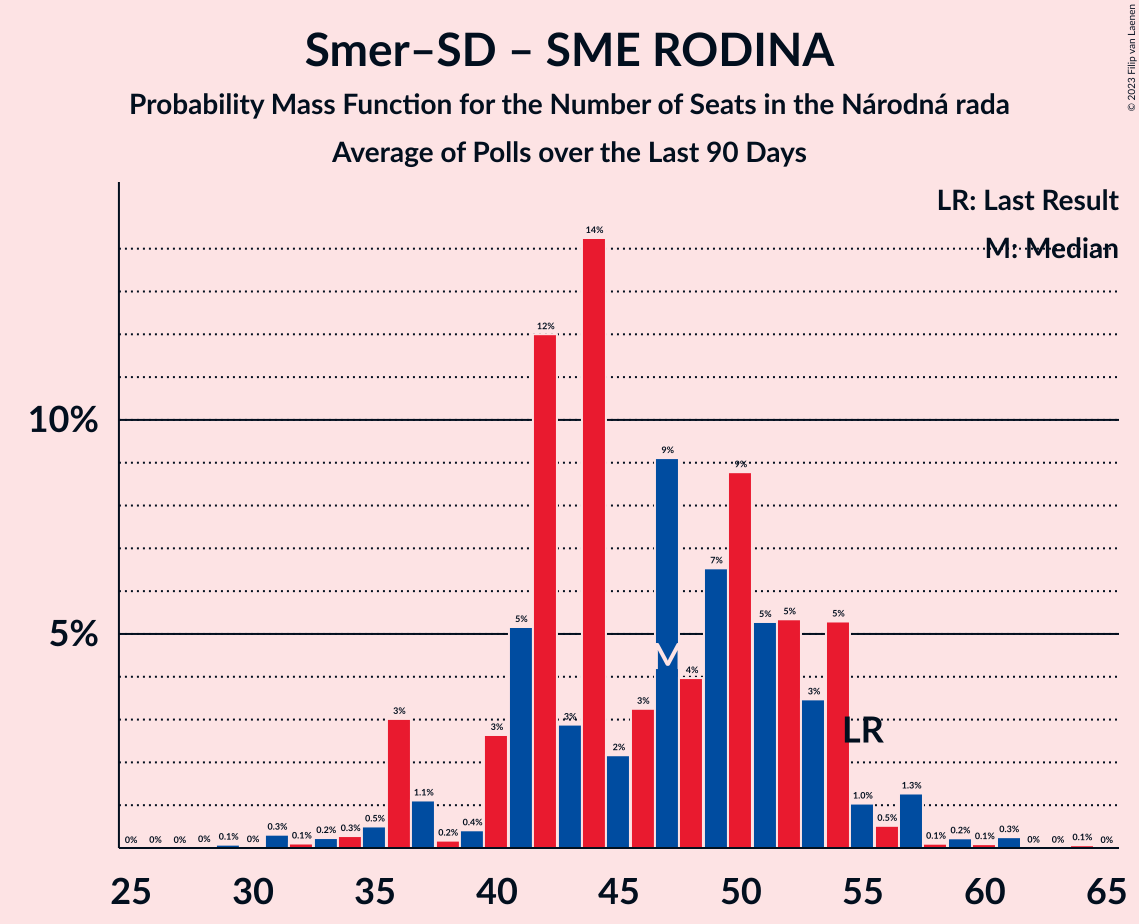 Smer–SD – SME RODINA
Probability Mass Function for the Number of Seats in the Národná rada
Average of Polls over the Last 90 Days
© 2023 Filip van Laenen
LR: Last Result
M: Median
10%
5%
0% 0% 0% 0% 0.1% 0% 0.3% 0.1% 0.2% 0.3% 0.5% 3% 1.1% 0.2% 0.4% 3% 5% 12% 3% 14% 2% 3% 9% 4% 7% 9% 5% 5% 3% 5% 1.0% 0.5% 1.3% 0.1% 0.2% 0.1% 0.3% 0% 0% 0.1% 0%
M
LR
25 30 35 40 45 50 55 60 65